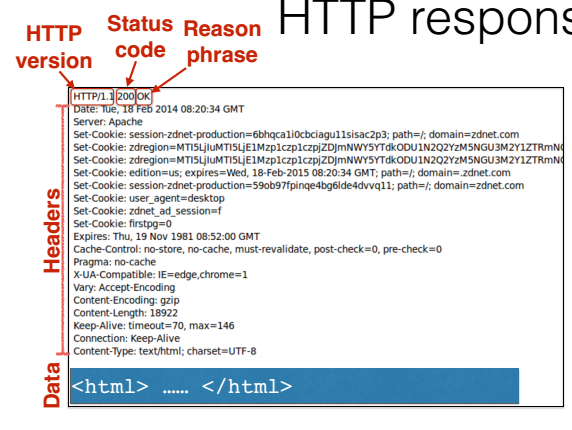 HTTP respons
HTTP version
Status code
Reason phrase
HTTP/1.1 200 OK
Date: Tue, 18 Feb 2014 08:20:34 GMT
Server: Apache
Set-Cookie: session-zdnet-production=6bhqca1i0cbciagu11sisac2p3; path=/; domain=zdnet.com
Set-Cookie: zdregion=MTI5LjIuMTI5LjE1Mzp1czp1czpjZDJmNWY5YTdkODU1N2Q2YzM5NGU3M2Y1ZTRmN
Set-Cookie: zdregion=MTI5LjIuMTI5LjE1Mzp1czp1czpjZDJmNWY5YTdkODU1N2Q2YzM5NGU3M2Y1ZTRmN
Set-Cookie: edition=us; expires=Wed, 18-Feb-2015 08:20:34 GMT; path=/; domain=.zdnet.com
Set-Cookie: session-zdnet-production=59ob97fpinqe4bg6lde4dvvq11; path=/; domain=zdnet.com
Set-Cookie: user_agent=desktop
Set-Cookie: zdnet_ad_session=f
Set-Cookie: firstpg=0
Expires: Thu, 19 Nov 1981 08:52:00 GMT
Cache-Control: no-store, no-cache, must-revalidate, post-check=0, pre-check=0
Pragma: no-cache
X-UA-Compatible: IE=edge,chrome=1
Vary: Accept-Encoding
Content-Encoding: gzip
Content-Length: 18922
Keep-Alive: timeout=70, max=146
Connection: Keep-Alive
Content-Type: text/html; charset=UTF-8
Headers
Data
<html> …… </html>